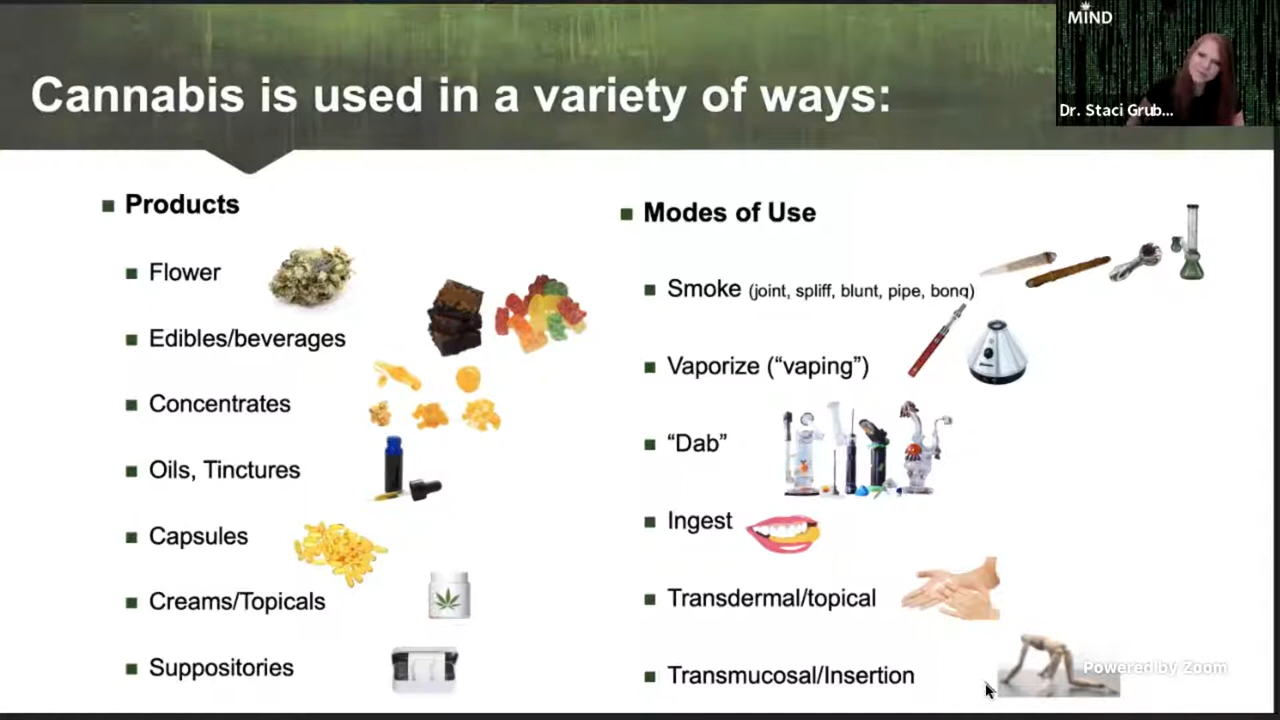 MIND
Cannabis is used in a variety of ways:
Dr. Staci Grub...
Products
Flower
Edibles/beverages
Concentrates
Oils, Tinctures
Capsules
Creams/Topicals
Suppositories
Modes of Use
Smoke (joint, spliff, blunt, pipe, bong)
Vaporize (“vaping”)
“Dab”
Ingest
Transdermal/topical
Transmucosal/Insertion
Powered by Zoom